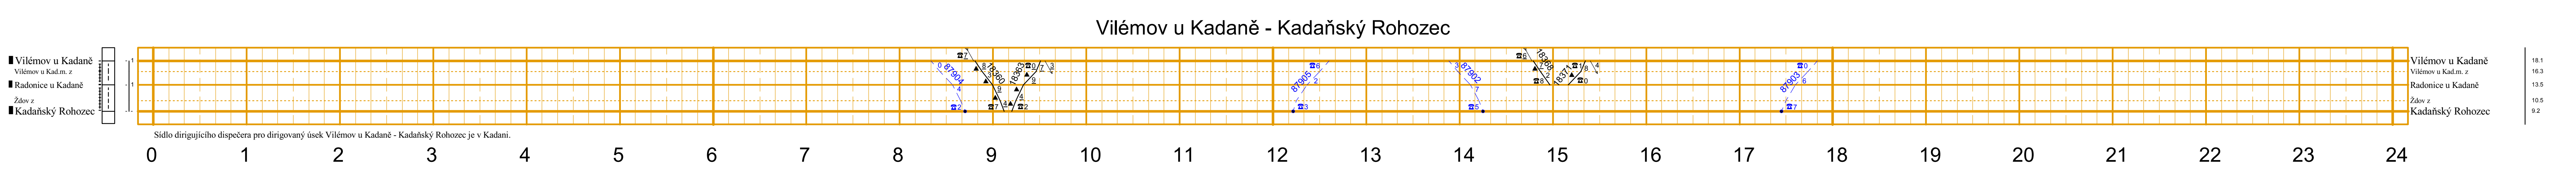 Vilémov u Kadaně - Kadaňský Rohozec
Vilémov u Kadaně
Vilémov u Kad.m. z
Radonice u Kadaně
Ždov z
Kadaňský Rohozec
1
1
87904
18360
18363
87905
87902
18368
18371
87903
Vilémov u Kadaně 18.1
Vilémov u Kad.m. z 16.3
Radonice u Kadaně 13.5
Ždov z 10.5
Kadaňský Rohozec 9.2
Sídlo dirigujícího dispečera pro dirigovaný úsek Vilémov u Kadaně - Kadaňský Rohozec je v Kadani.
0 1 2 3 4 5 6 7 8 9 10 11 12 13 14 15 16 17 18 19 20 21 22 23 24